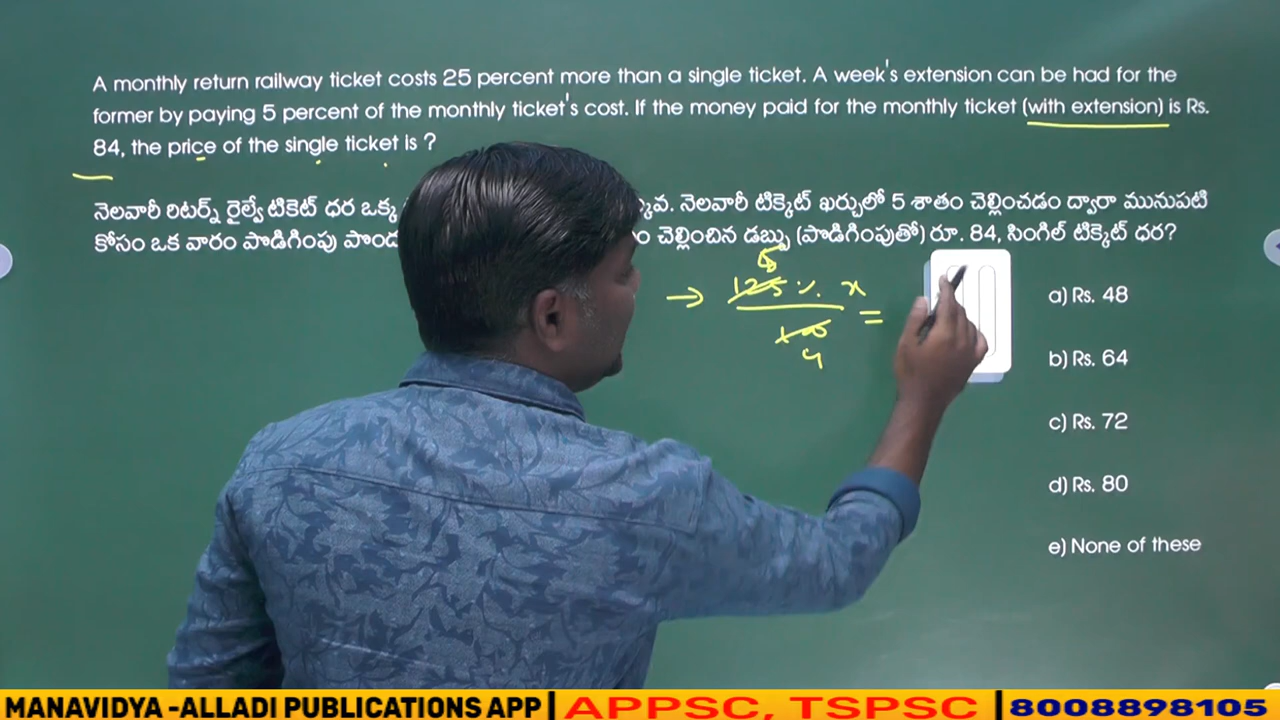 A monthly return railway ticket costs 25 percent more than a single ticket. A week's extension can be had for the
former by paying 5 percent of the monthly ticket's cost. If the money paid for the monthly ticket (with extension) is Rs.
84, the price of the single ticket is ?
నెలవారీ రిటర్న్ రైల్వే టికెట్ ధర ఒక్క నెలవారీ టిక్కెట్ ఖర్చులో 5 శాతం చెల్లించడం ద్వారా మునుపటి
కోసం ఒక వారం పొడిగింపు చెల్లించిన డబ్బు (పొడిగింపుతో) రూ. 84, సింగిల్ టిక్కెట్ ధర?
5
→ 125 %. x =
100
4
a) Rs. 48
b) Rs. 64
c) Rs. 72
d) Rs. 80
e) None of these
MANAVIDYA -ALLADI PUBLICATIONS APP | APPSC, TSPSC | 8008898105